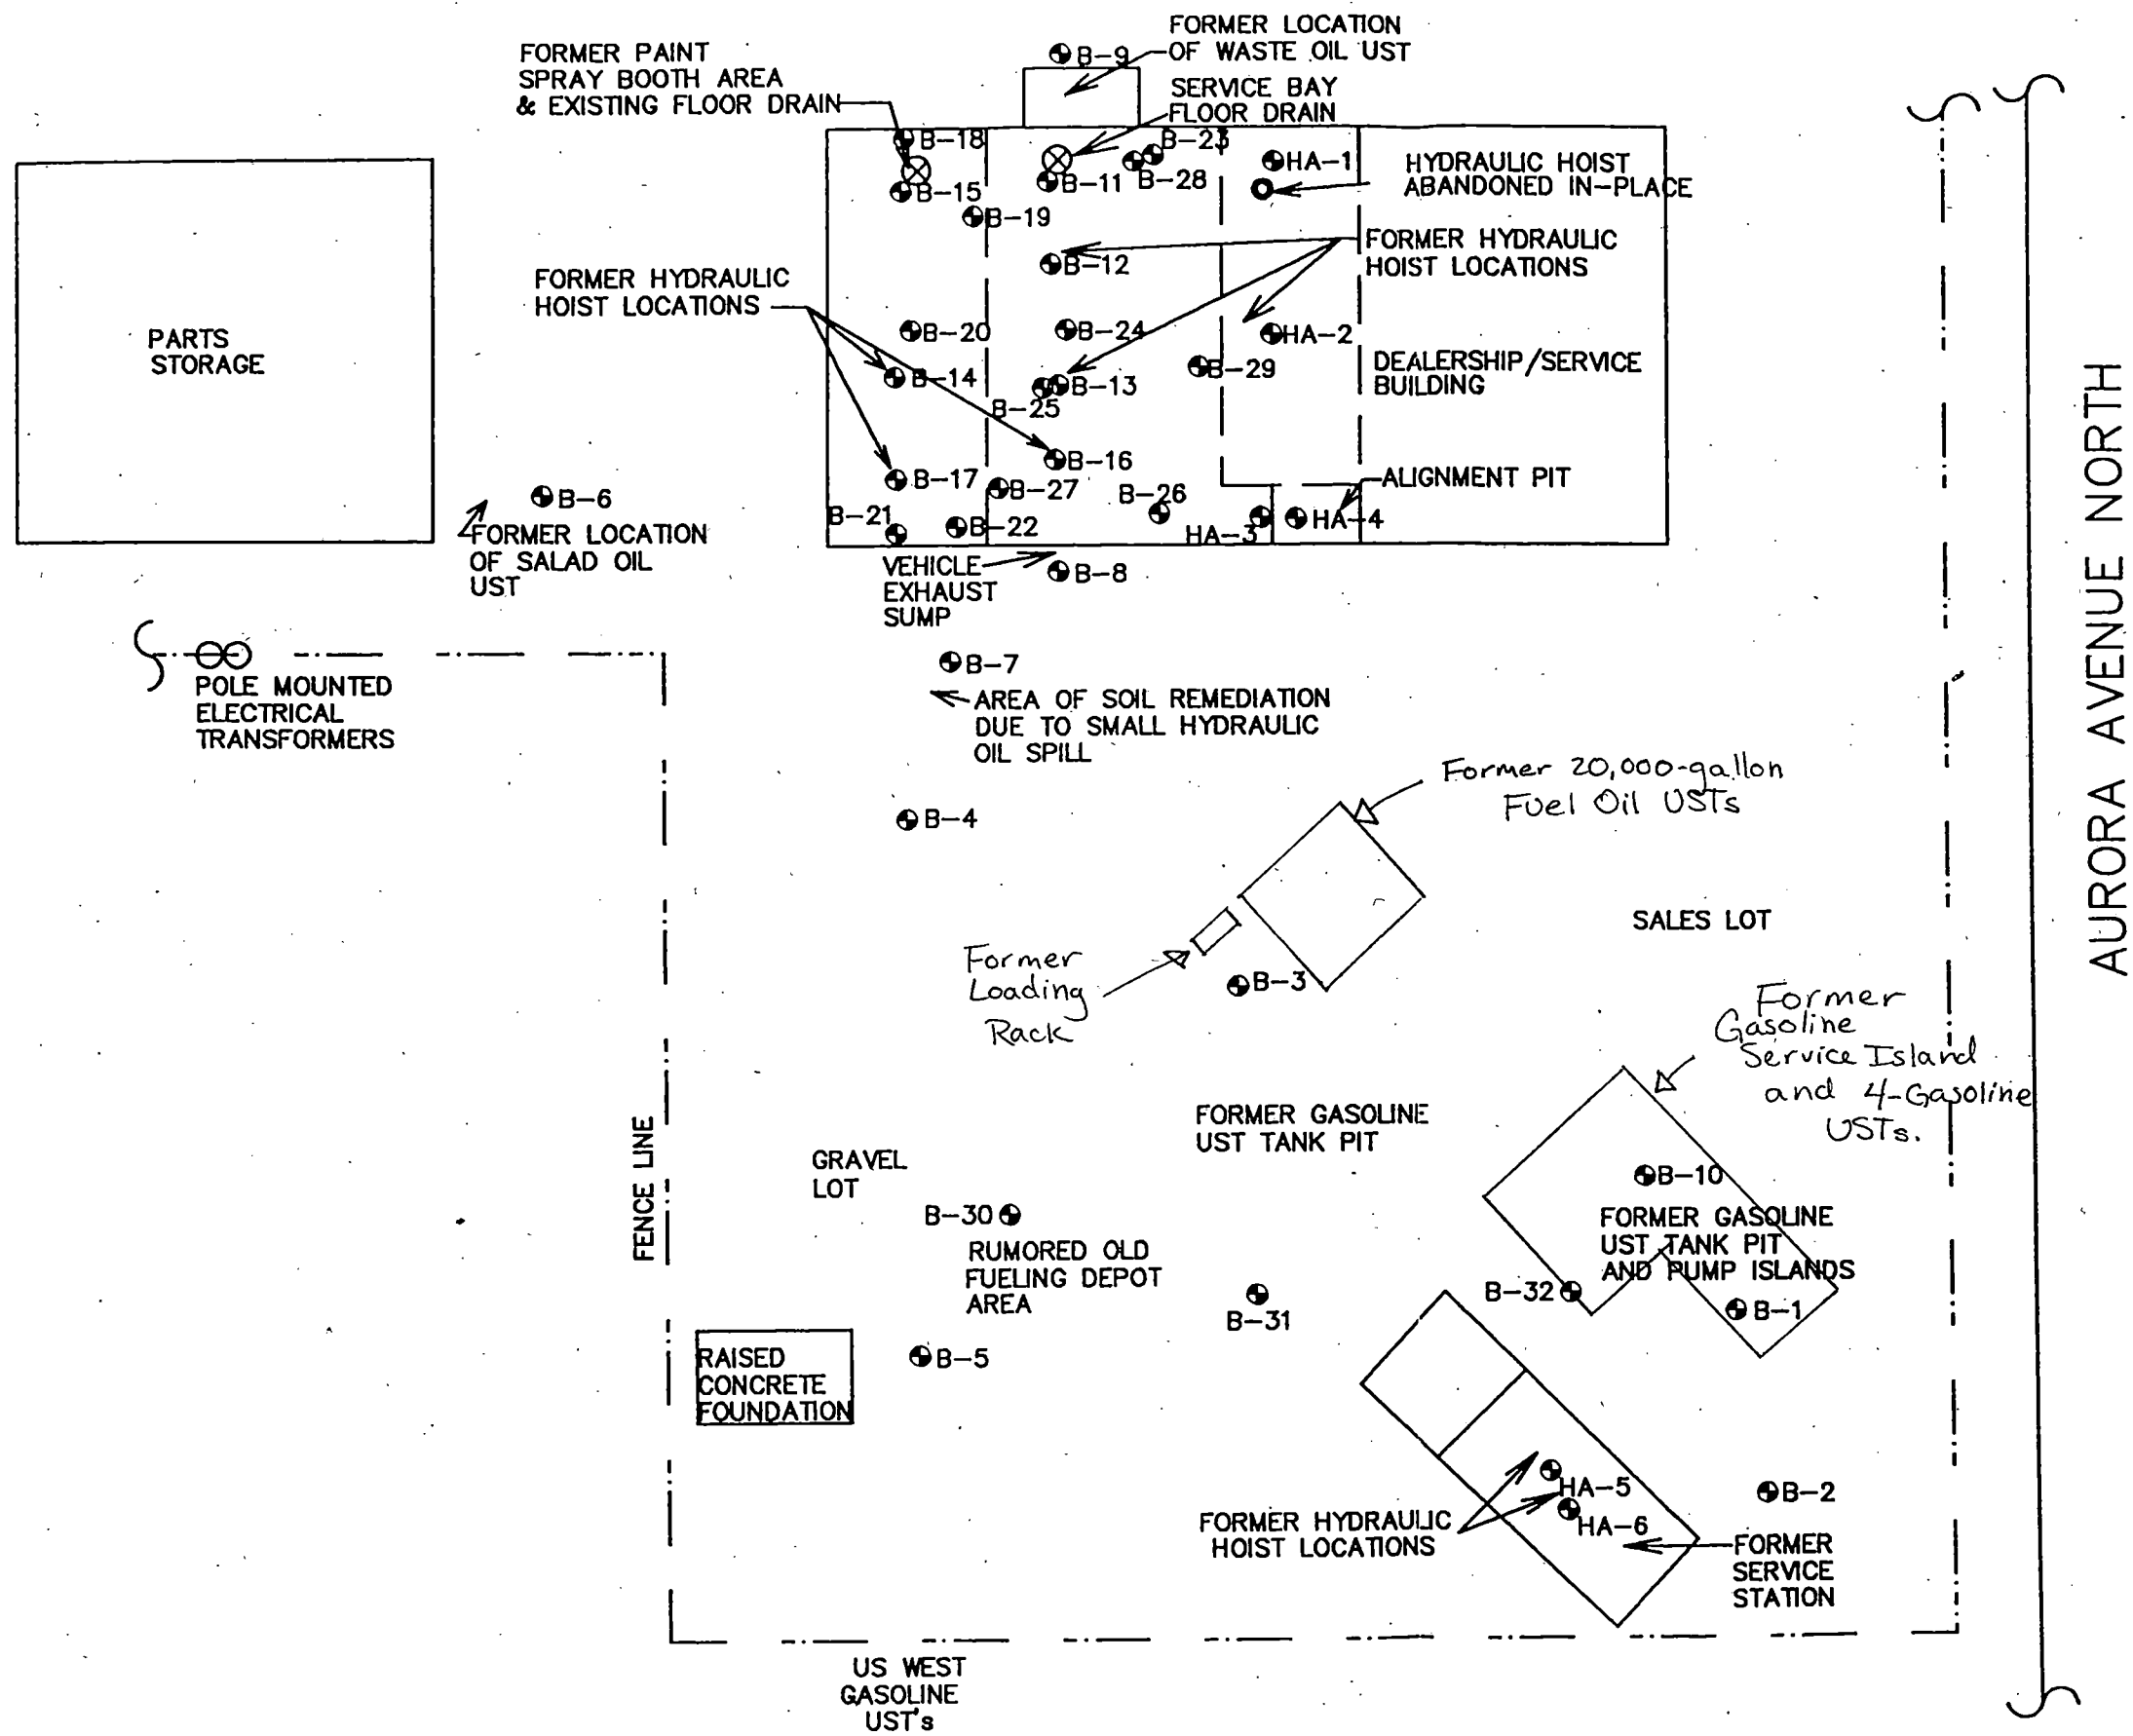 FORMER LOCATION
OF WASTE OIL UST
B-9
FORMER PAINT
SPRAY BOOTH AREA
& EXISTING FLOOR DRAIN
SERVICE BAY
FLOOR DRAIN
B-18
B-23
B-15
B-11
B-28
HA-1
HYDRAULIC HOIST
ABANDONED IN-PLACE
B-19
FORMER HYDRAULIC
HOIST LOCATIONS
B-12
FORMER HYDRAULIC
HOIST LOCATIONS
PARTS
STORAGE
B-20
B-24
HA-2
B-14
B-13
B-29
DEALERSHIP/SERVICE
BUILDING
B-25
B-16
B-17
B-27
B-26
ALIGNMENT PIT
B-6
B-21
B-22
HA-3
HA-4
FORMER LOCATION
OF SALAD OIL
UST
VEHICLE
EXHAUST
SUMP
B-8
AURORA AVENUE NORTH
B-7
POLE MOUNTED
ELECTRICAL
TRANSFORMERS
AREA OF SOIL REMEDIATION
DUE TO SMALL HYDRAULIC
OIL SPILL
Former 20,000-gallon
Fuel Oil USTs
B-4
SALES LOT
Former
Loading
Rack
B-3
Former
Gasoline
Service Island
and 4-Gasoline
USTs.
FORMER GASOLINE
UST TANK PIT
FENCE LINE
GRAVEL
LOT
B-10
B-30
FORMER GASOLINE
UST TANK PIT
AND PUMP ISLANDS
RUMORED OLD
FUELING DEPOT
AREA
B-31
B-32
B-1
RAISED
CONCRETE
FOUNDATION
B-5
HA-5
B-2
HA-6
FORMER HYDRAULIC
HOIST LOCATIONS
FORMER
SERVICE
STATION
US WEST
GASOLINE
UST's